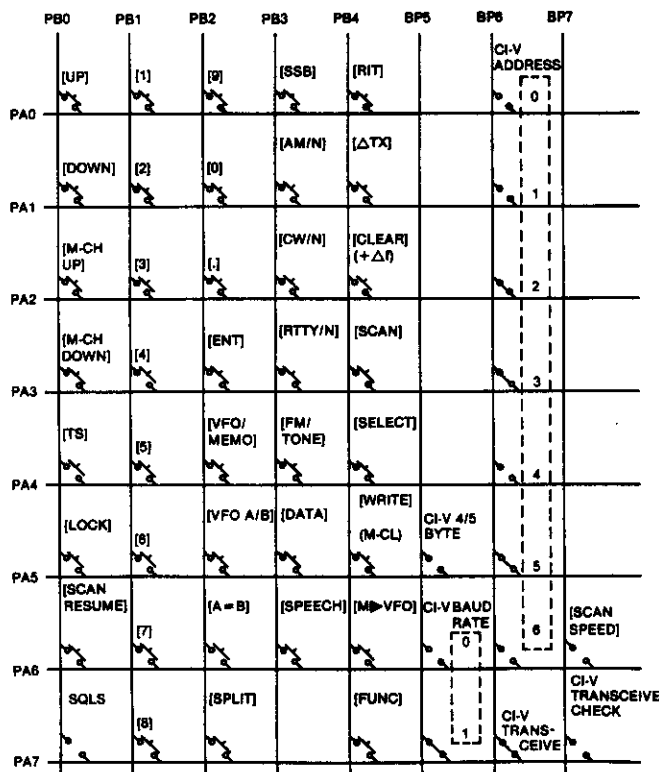 PB0 PB1 PB2 PB3 PB4 BP5 BP6 BP7
CI-V
ADDRESS
[UP] [1] [9] [SSB] [RIT] 0
PA0
[AM/N] [△TX]
[DOWN] [2] [0] 1
PA1
[CW/N] [CLEAR]
[M-CH
UP] [3] [.] (+△f) 2
PA2
[M-CH
DOWN] [4] [ENT] [RTTY/N] [SCAN] 3
PA3
[TS] [5] [VFO/
MEMO] [FM/
TONE] [SELECT] 4
PA4
[LOCK] [6] [VFO A/B] [DATA] [WRITE]
(M-CL) CI-V 4/5
BYTE 5
PA5
[SCAN
RESUME] [7] [A=B] [SPEECH] [M▶VFO] CI-V BAUD
RATE
0 6 [SCAN
SPEED]
PA6
SQLS [8] [SPLIT] [FUNC] 1 CI-V
TRANS-
CEIVE CI-V
TRANSCEIVE
CHECK
PA7